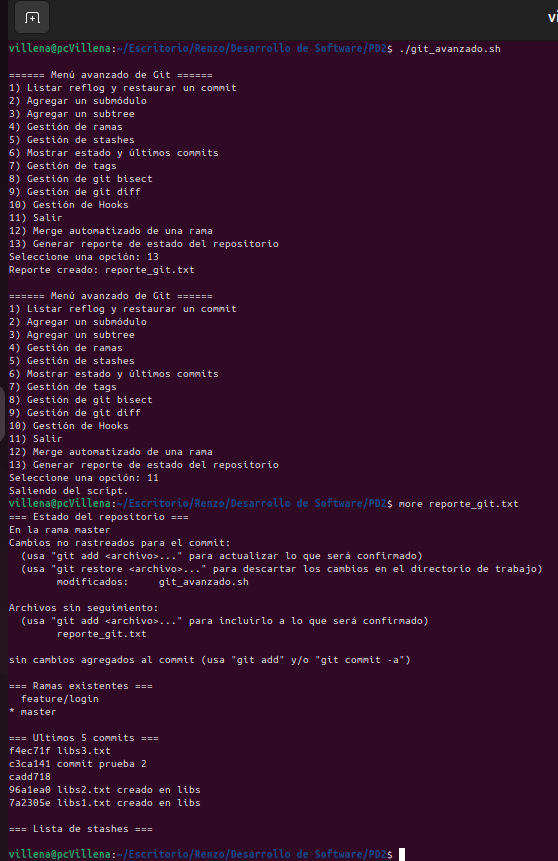 vi
villena@pcVillena:~/Escritorio/Renzo/Desarrollo de Software/PD2$ ./git_avanzado.sh
====== Menú avanzado de Git ======
1) Listar reflog y restaurar un commit
2) Agregar un submódulo
3) Agregar un subtree
4) Gestión de ramas
5) Gestión de stashes
6) Mostrar estado y últimos commits
7) Gestión de tags
8) Gestión de git bisect
9) Gestión de git diff
10) Gestión de Hooks
11) Salir
12) Merge automatizado de una rama
13) Generar reporte de estado del repositorio
Seleccione una opción: 13
Reporte creado: reporte_git.txt
====== Menú avanzado de Git ======
1) Listar reflog y restaurar un commit
2) Agregar un submódulo
3) Agregar un subtree
4) Gestión de ramas
5) Gestión de stashes
6) Mostrar estado y últimos commits
7) Gestión de tags
8) Gestión de git bisect
9) Gestión de git diff
10) Gestión de Hooks
11) Salir
12) Merge automatizado de una rama
13) Generar reporte de estado del repositorio
Seleccione una opción: 11
Saliendo del script.
villena@pcVillena:~/Escritorio/Renzo/Desarrollo de Software/PD2$ more reporte_git.txt
=== Estado del repositorio ===
En la rama master
Cambios no rastreados para el commit:
  (usa "git add <archivo>..." para actualizar lo que será confirmado)
  (usa "git restore <archivo>..." para descartar los cambios en el directorio de trabajo)
        modificados:     git_avanzado.sh
Archivos sin seguimiento:
  (usa "git add <archivo>..." para incluirlo a lo que será confirmado)
        reporte_git.txt
sin cambios agregados al commit (usa "git add" y/o "git commit -a")
=== Ramas existentes ===
  feature/login
* master
=== Ultimos 5 commits ===
f4ec71f libs3.txt
c3ca141 commit prueba 2
cadd718
96a1ea0 libs2.txt creado en libs
7a2305e libs1.txt creado en libs
=== Lista de stashes ===
villena@pcVillena:~/Escritorio/Renzo/Desarrollo de Software/PD2$